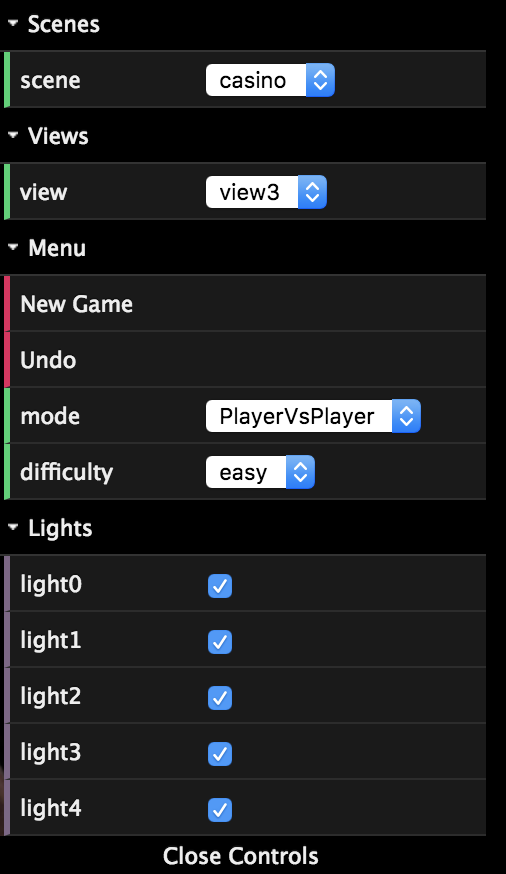 Scenes
scene casino
Views
view view3
Menu
New Game
Undo
mode PlayerVsPlayer
difficulty easy
Lights
light0
light1
light2
light3
light4
Close Controls